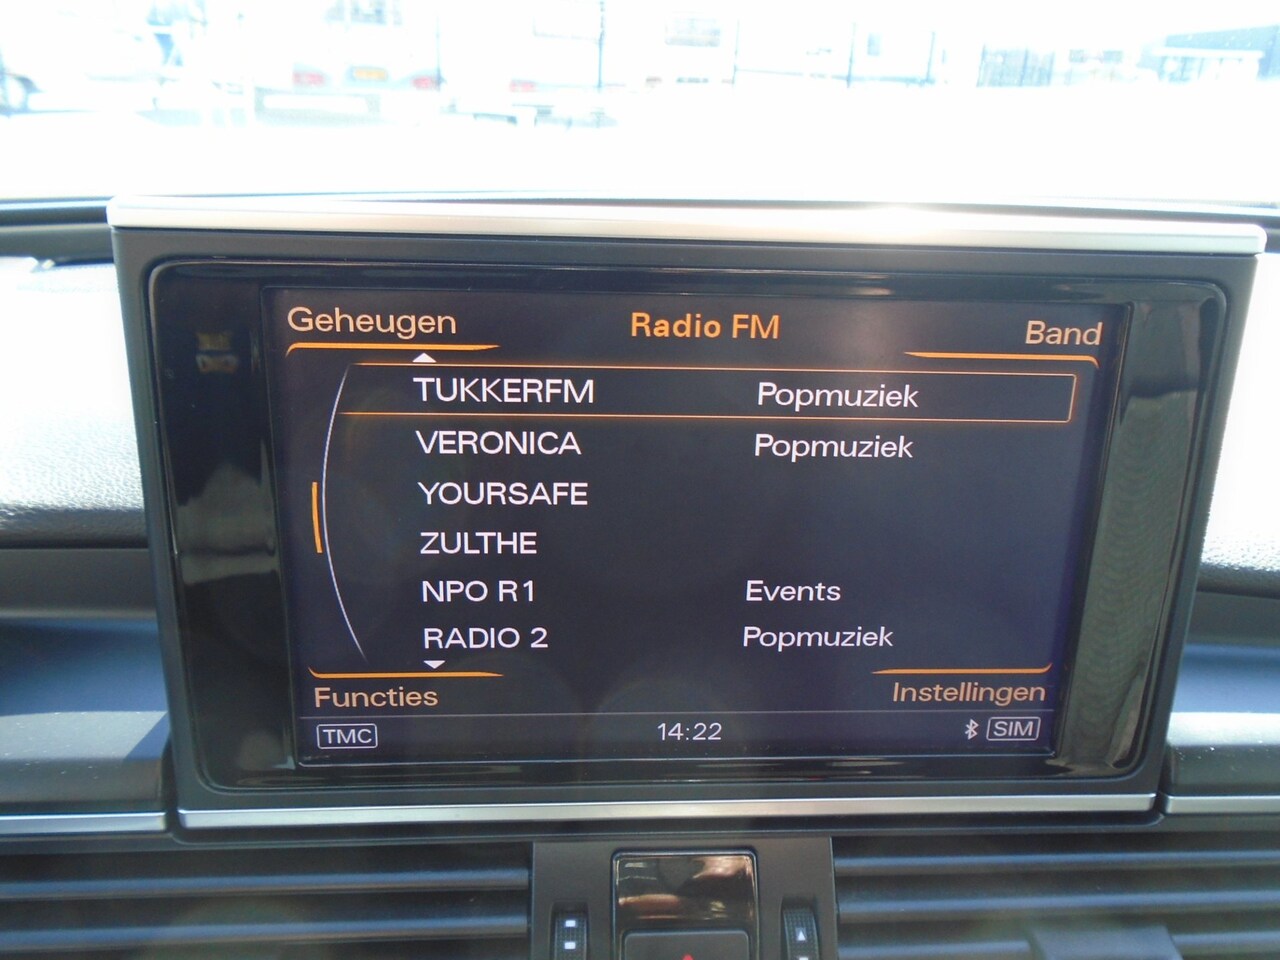 Geheugen Radio FM Band
TUKKERFM Popmuziek
VERONICA Popmuziek
YOURSAFE
ZULTHE
NPO R1 Events
RADIO 2 Popmuziek
Functies Instellingen
TMC 14:22 SIM